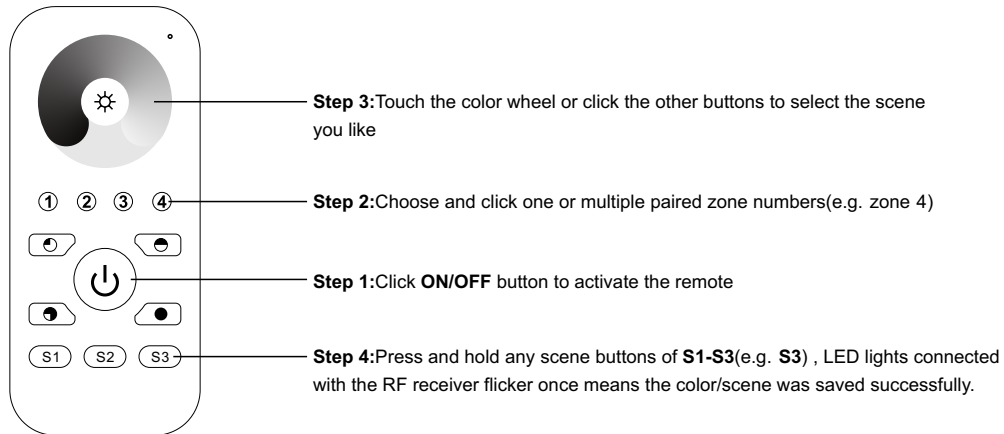 Step 3:Touch the color wheel or click the other buttons to select the scene
you like
1 2 3 4
Step 2:Choose and click one or multiple paired zone numbers(e.g. zone 4)
Step 1:Click ON/OFF button to activate the remote
S1 S2 S3
Step 4:Press and hold any scene buttons of S1-S3(e.g. S3) , LED lights connected
with the RF receiver flicker once means the color/scene was saved successfully.